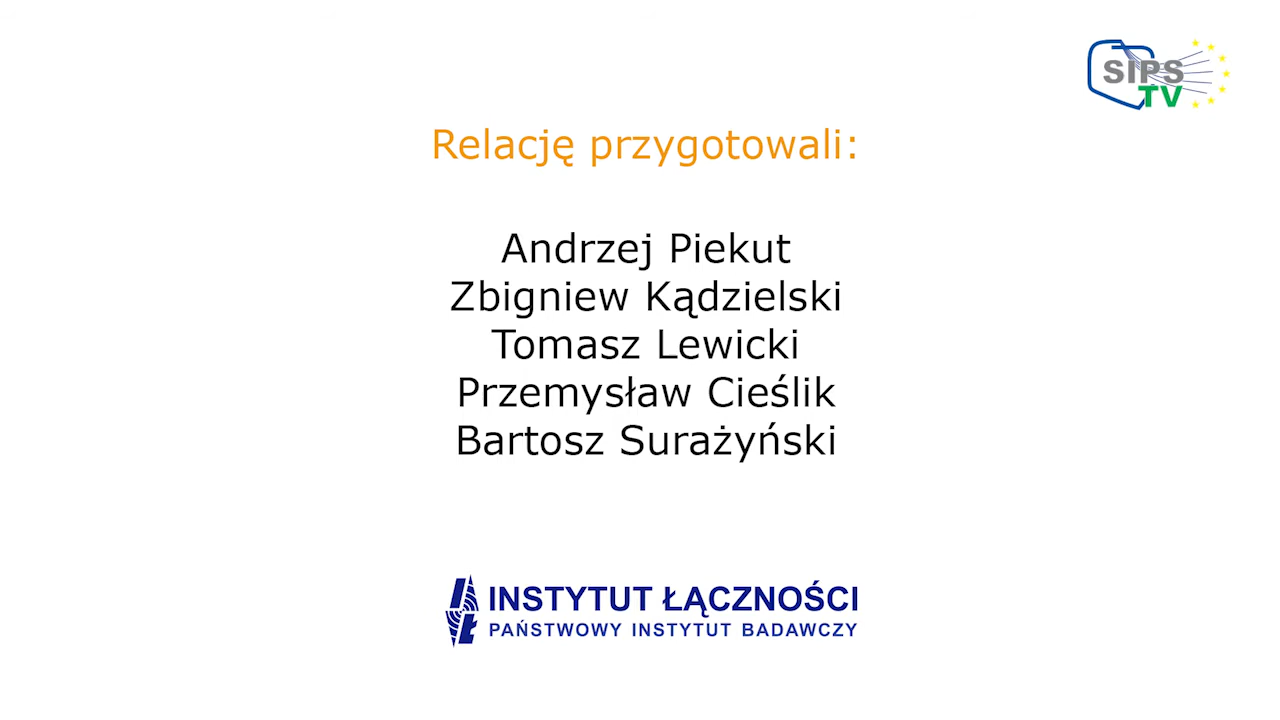 SIPS
TV
Relację przygotowali:
Andrzej Piekut
Zbigniew Kądzielski
Tomasz Lewicki
Przemysław Cieślik
Bartosz Surażyński
INSTYTUT ŁĄCZNOŚCI
PAŃSTWOWY INSTYTUT BADAWCZY